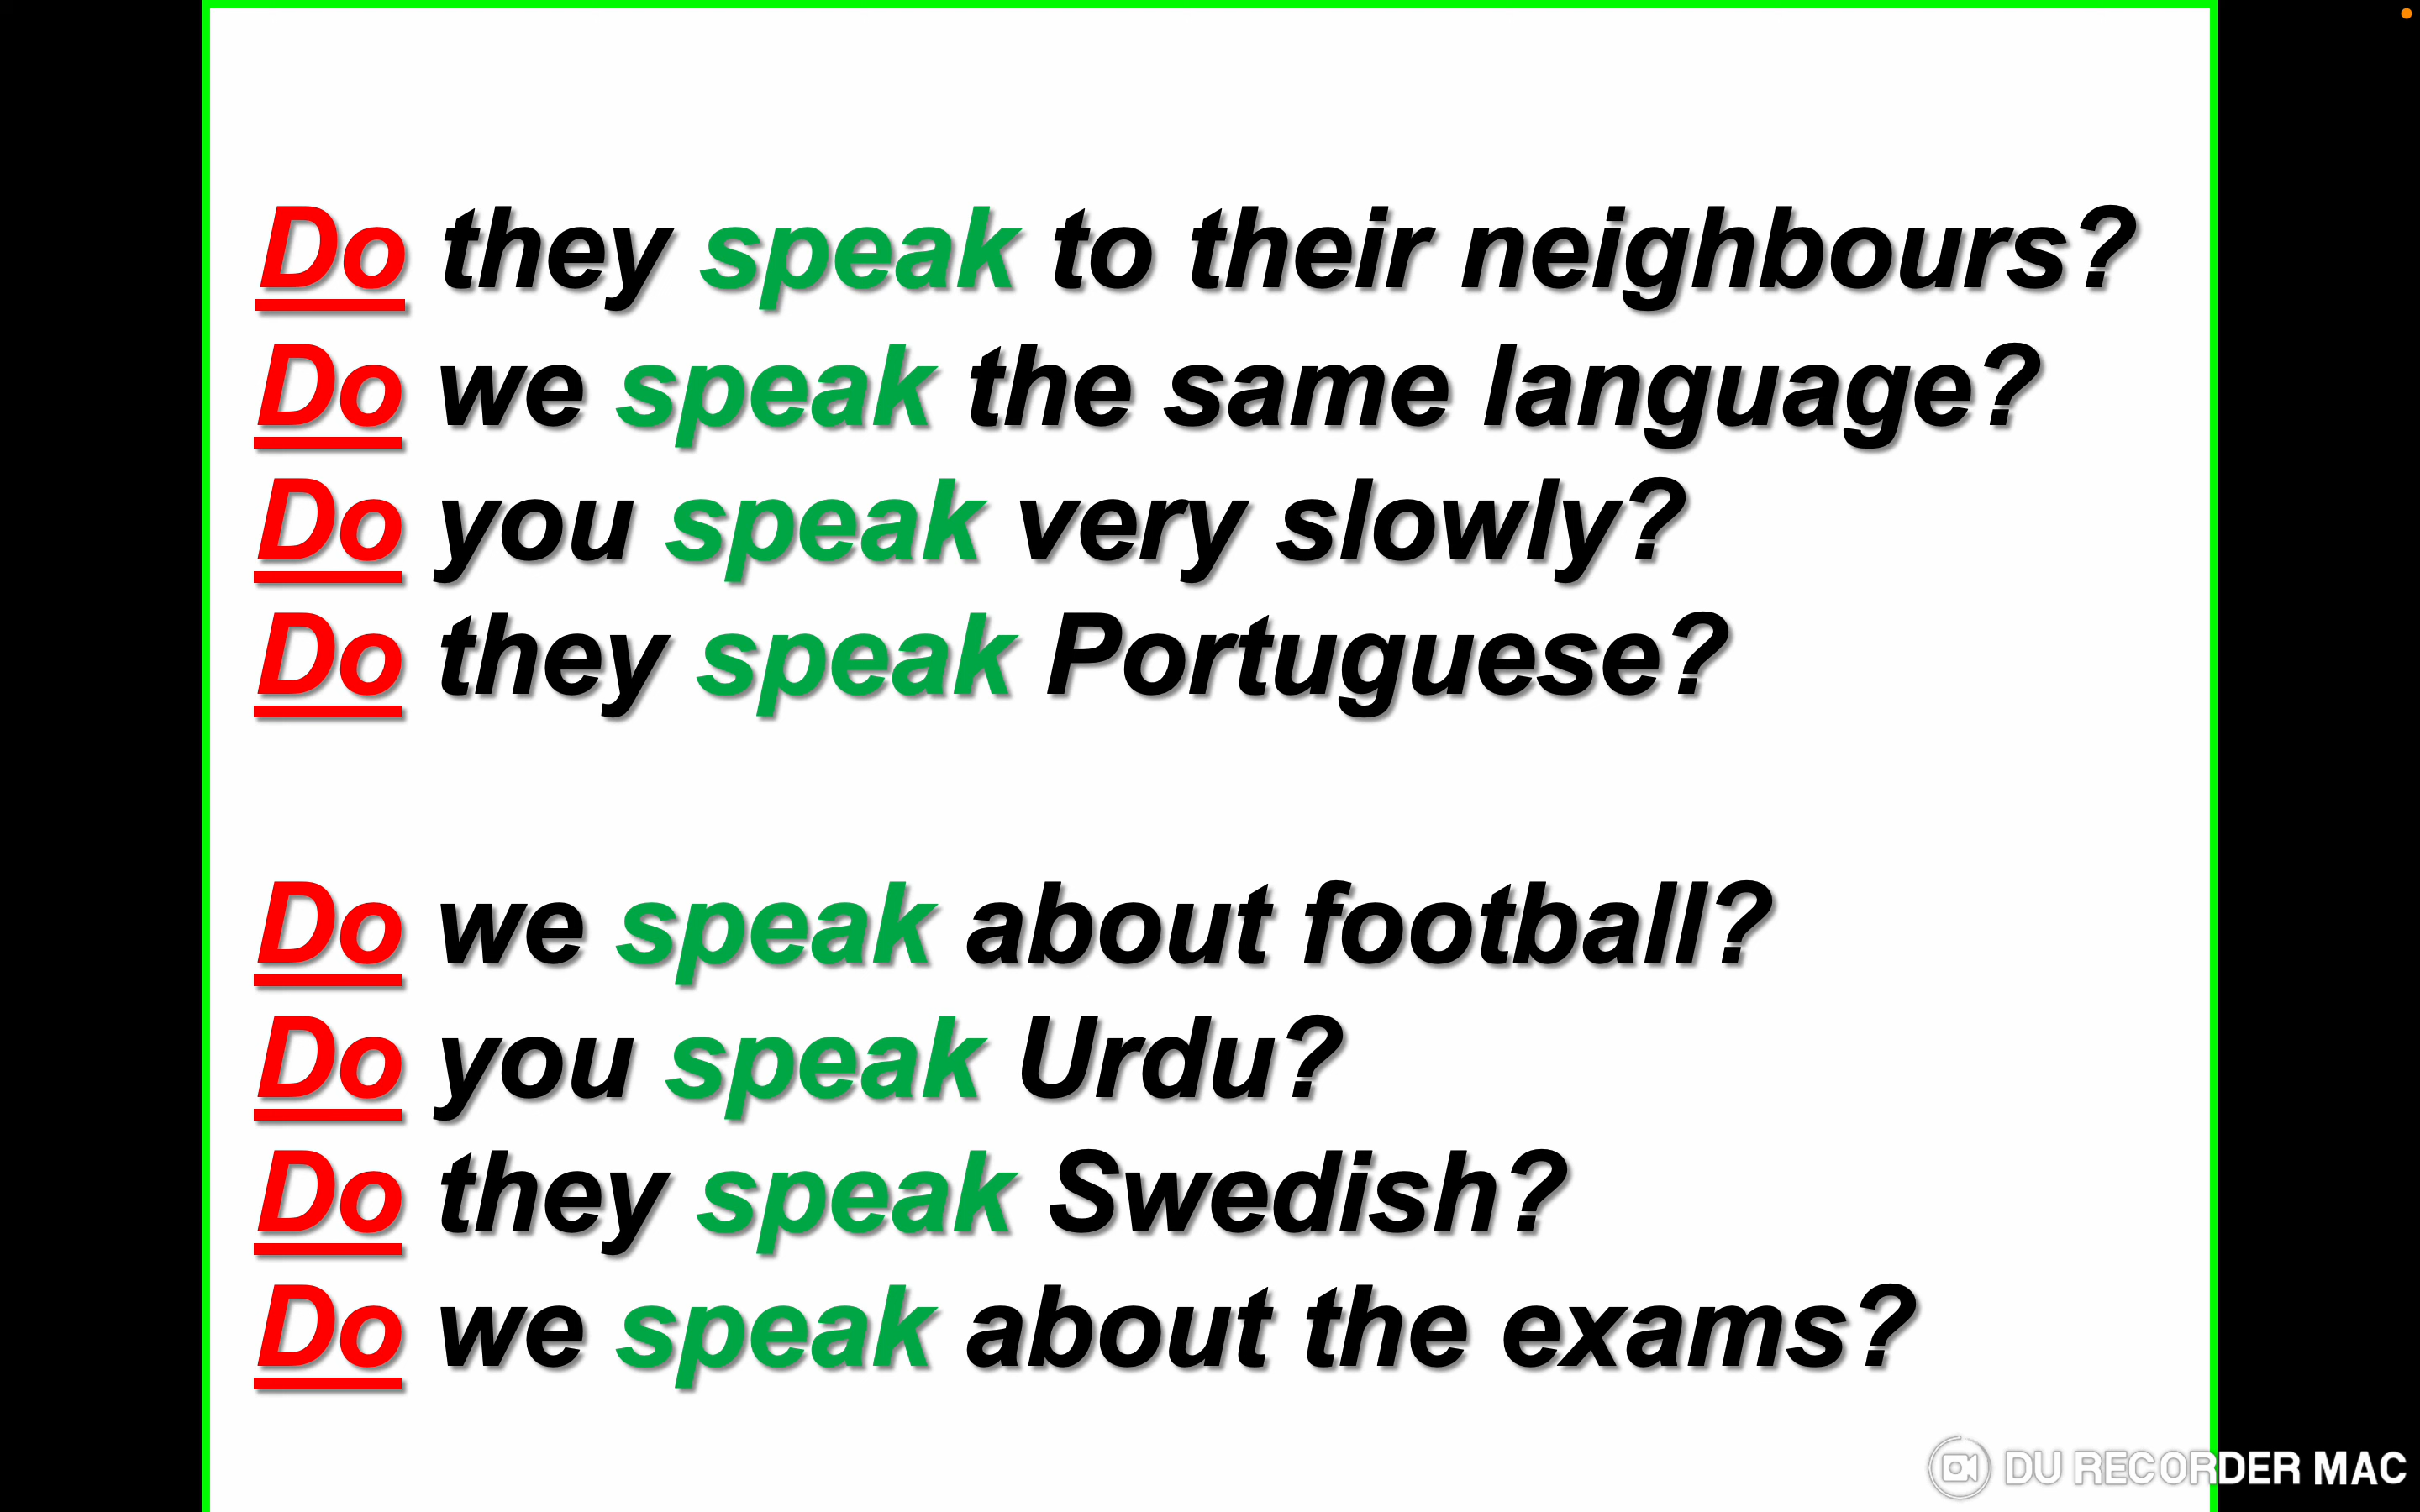 Do they speak to their neighbours?
Do we speak the same language?
Do you speak very slowly?
Do they speak Portuguese?
Do we speak about football?
Do you speak Urdu?
Do they speak Swedish?
Do we speak about the exams?
DU RECORDER MAC